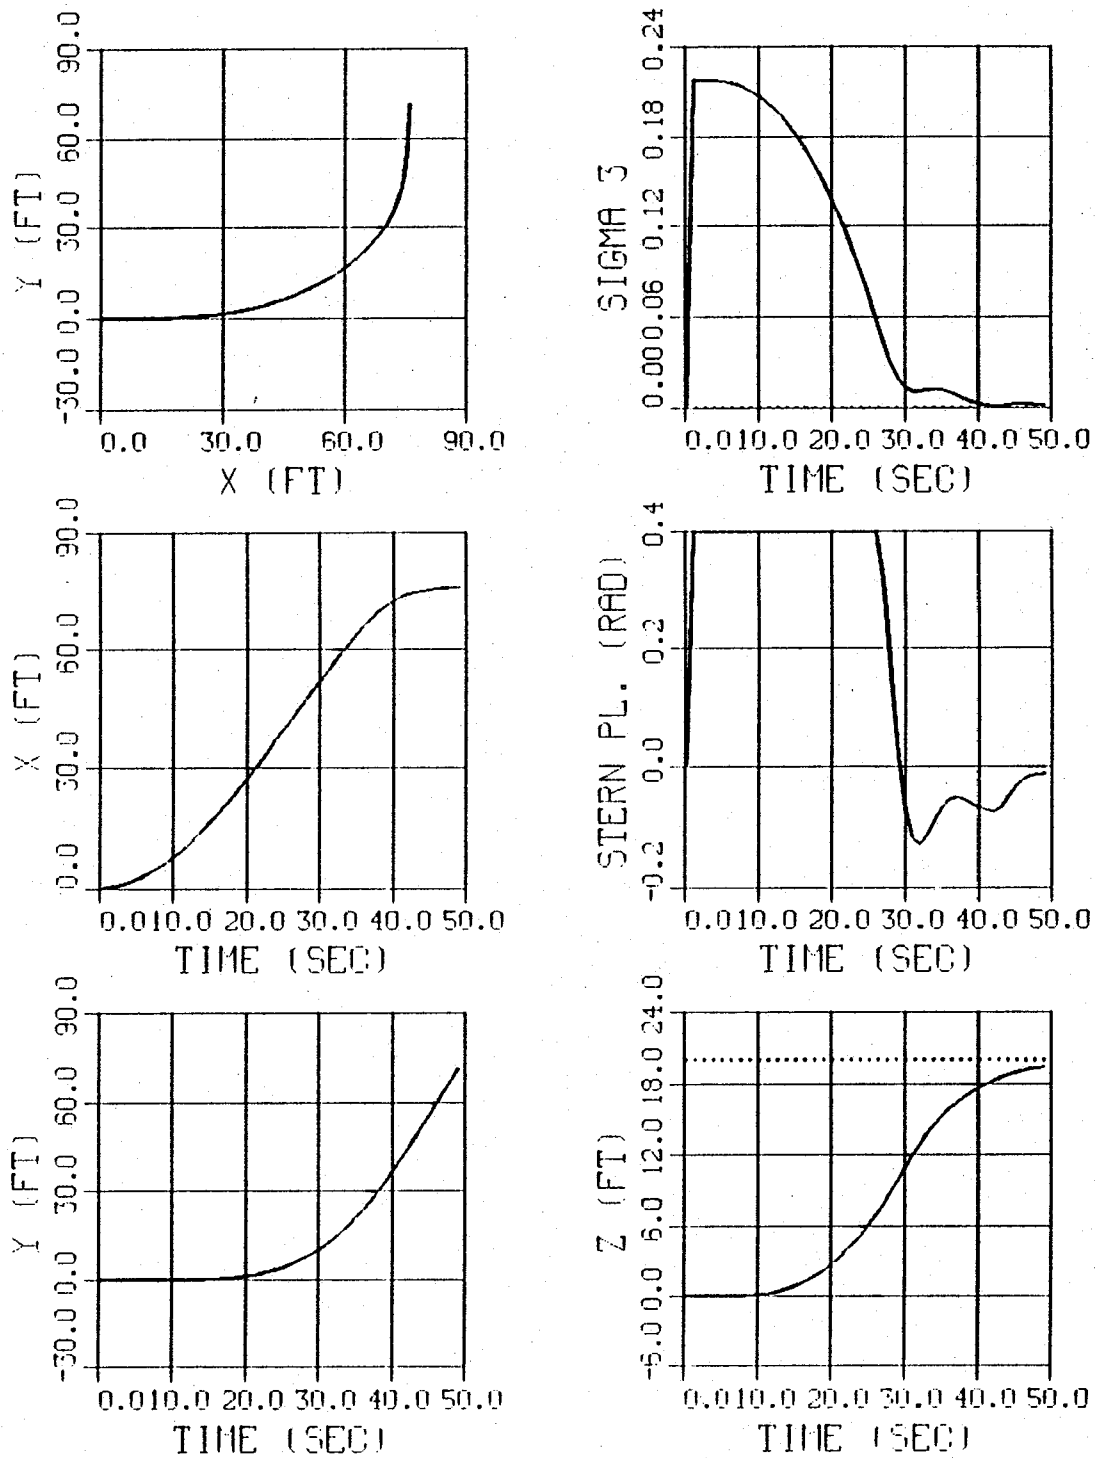 90.0
60.0
30.0
0.0
-30.0
Y (FT)
0.0 30.0 60.0 90.0
X (FT)
0.24
0.18
0.12
0.06
0.00
SIGMA 3
0.0 10.0 20.0 30.0 40.0 50.0
TIME (SEC)
90.0
60.0
30.0
0.0
X (FT)
0.0 10.0 20.0 30.0 40.0 50.0
TIME (SEC)
0.4
0.2
0.0
-0.2
STERN PL. (RAD)
0.0 10.0 20.0 30.0 40.0 50.0
TIME (SEC)
90.0
60.0
30.0
0.0
-30.0
Y (FT)
0.0 10.0 20.0 30.0 40.0 50.0
TIME (SEC)
24.0
18.0
12.0
6.0
0.0
-6.0
Z (FT)
0.0 10.0 20.0 30.0 40.0 50.0
TIME (SEC)